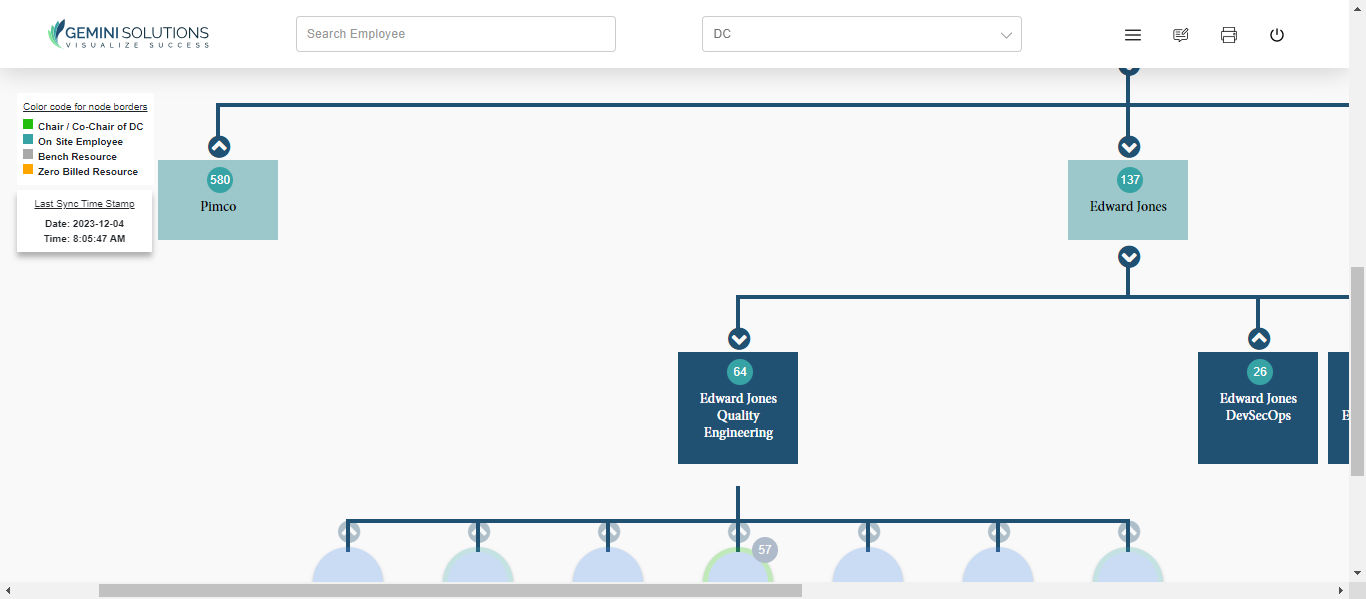 GEMINI SOLUTIONS
VISUALIZE SUCCESS
Search Employee
DC
Color code for node borders
Chair / Co-Chair of DC
On Site Employee
Bench Resource
Zero Billed Resource
Last Sync Time Stamp
Date: 2023-12-04
Time: 8:05:47 AM
580
Pimco
137
Edward Jones
64
Edward Jones
Quality
Engineering
26
Edward Jones
DevSecOps
E
57